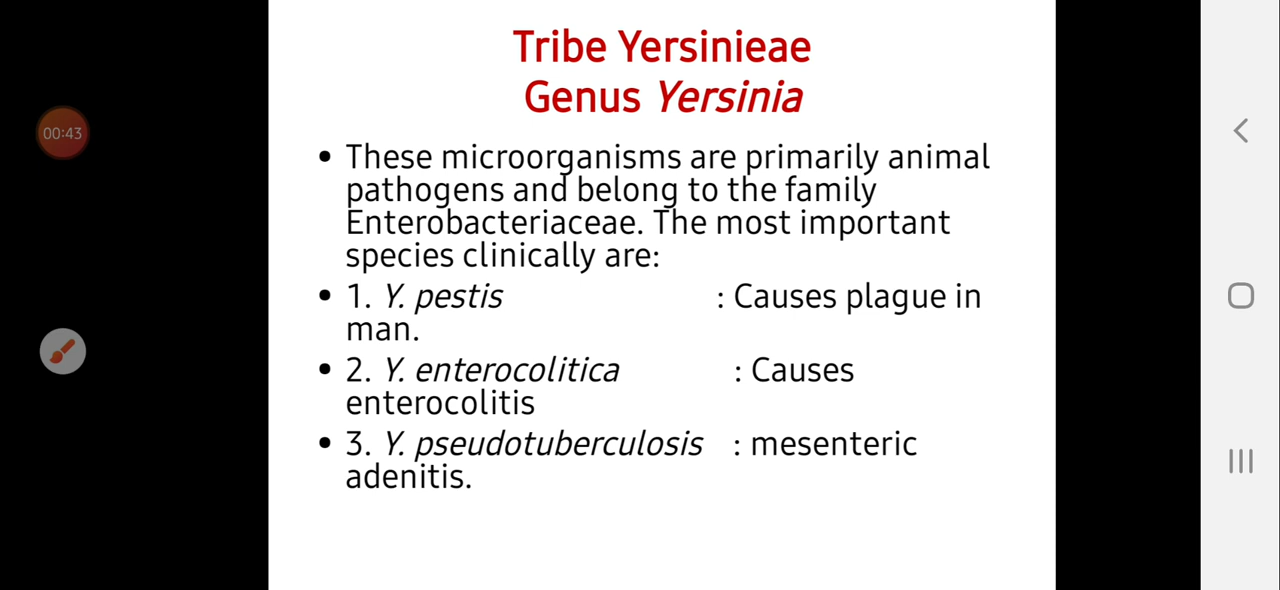 Tribe Yersinieae
Genus Yersinia
• These microorganisms are primarily animal
pathogens and belong to the family
Enterobacteriaceae. The most important
species clinically are:
• 1. Y. pestis : Causes plague in
man.
• 2. Y. enterocolitica : Causes
enterocolitis
• 3. Y. pseudotuberculosis : mesenteric
adenitis.
00:43